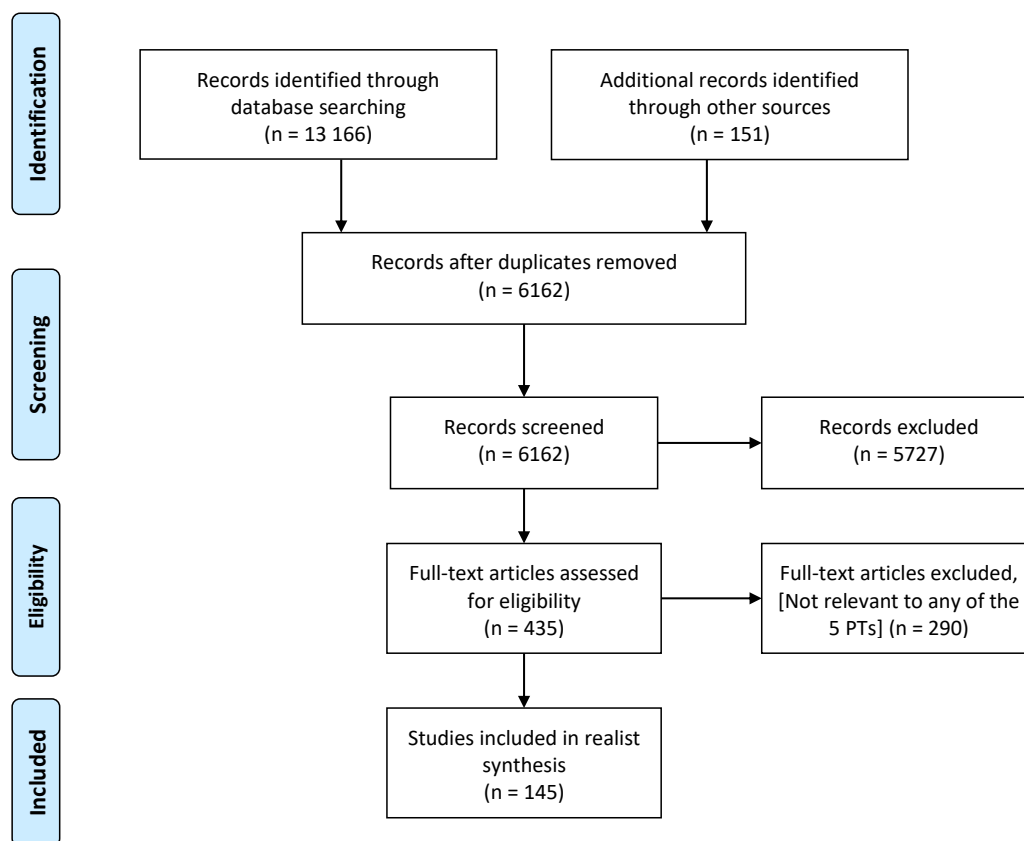 Identification
Records identified through
database searching
(n = 13 166)
Additional records identified
through other sources
(n = 151)
Records after duplicates removed
(n = 6162)
Screening
Records screened
(n = 6162)
Records excluded
(n = 5727)
Eligibility
Full-text articles assessed
for eligibility
(n = 435)
Full-text articles excluded,
[Not relevant to any of the
5 PTs] (n = 290)
Included
Studies included in realist
synthesis
(n = 145)